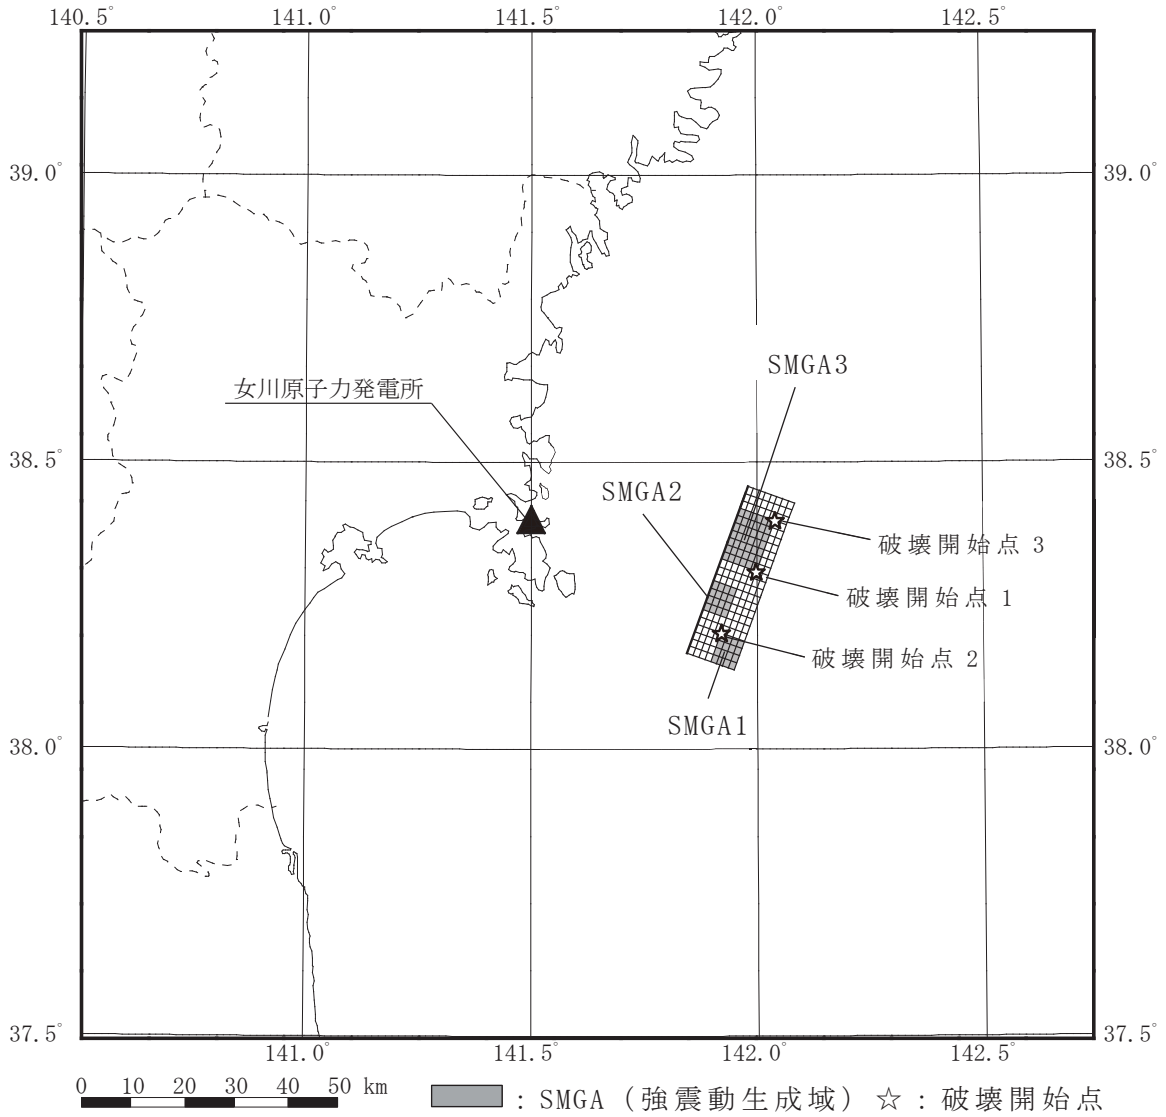 140.5° 141.0° 141.5° 142.0° 142.5°
39.0° 39.0°
SMGA3
女川原子力発電所
38.5° 38.5°
SMGA2
破壊開始点 3
破壊開始点 1
破壊開始点 2
SMGA1
38.0° 38.0°
37.5° 37.5°
141.0° 141.5° 142.0° 142.5°
0 10 20 30 40 50 km
: SMGA (強震動生成域) ☆ : 破壊開始点